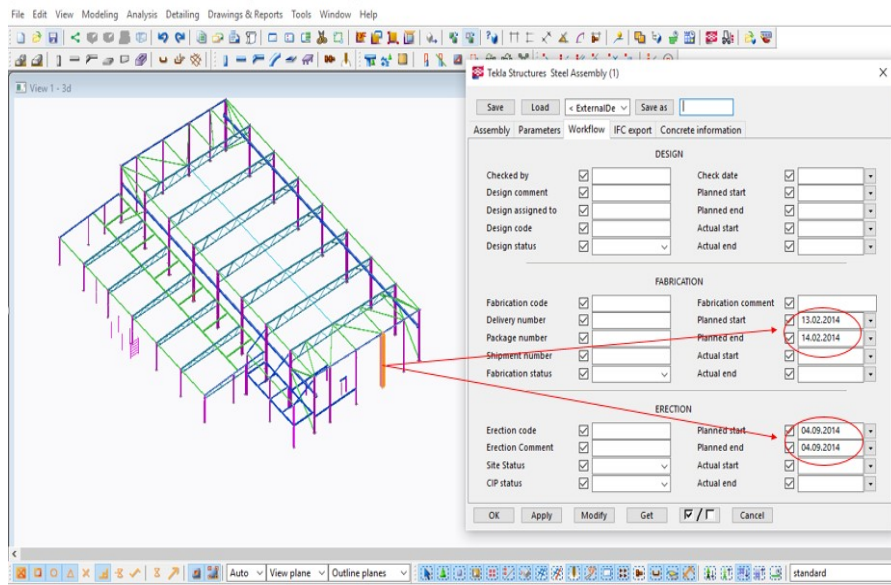 File Edit View Modeling Analysis Detailing Drawings & Reports Tools Window Help
View 1 - 3d
Tekla Structures Steel Assembly (1)
Save Load < ExternalDe Save as
Assembly Parameters Workflow IFC export Concrete information
DESIGN
Checked by Check date
Design comment Planned start
Design assigned to Planned end
Design code Actual start
Design status Actual end
FABRICATION
Fabrication code Fabrication comment
Delivery number Planned start 13.02.2014
Package number Planned end 14.02.2014
Shipment number Actual start
Fabrication status Actual end
ERECTION
Erection code Planned start 04.09.2014
Erection Comment Planned end 04.09.2014
Site Status Actual start
CIP status Actual end
OK Apply Modify Get Cancel
Auto View plane Outline planes standard